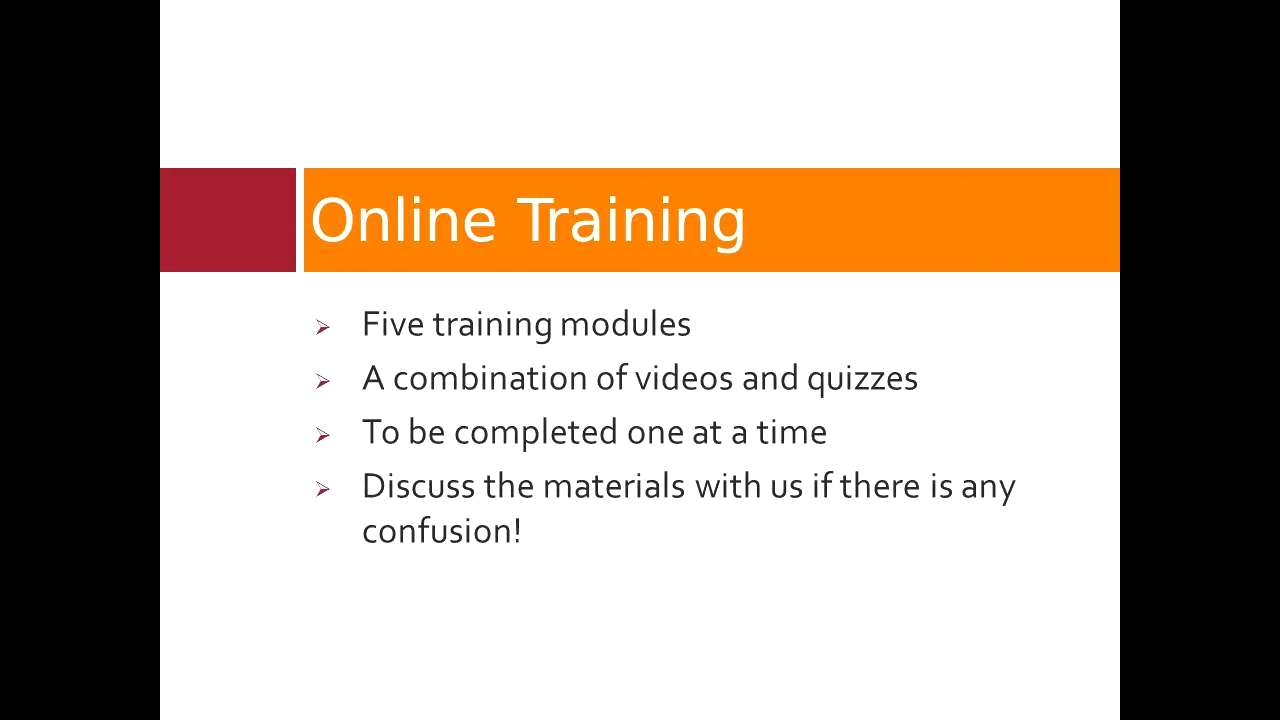 Online Training
Five training modules
A combination of videos and quizzes
To be completed one at a time
Discuss the materials with us if there is any
confusion!